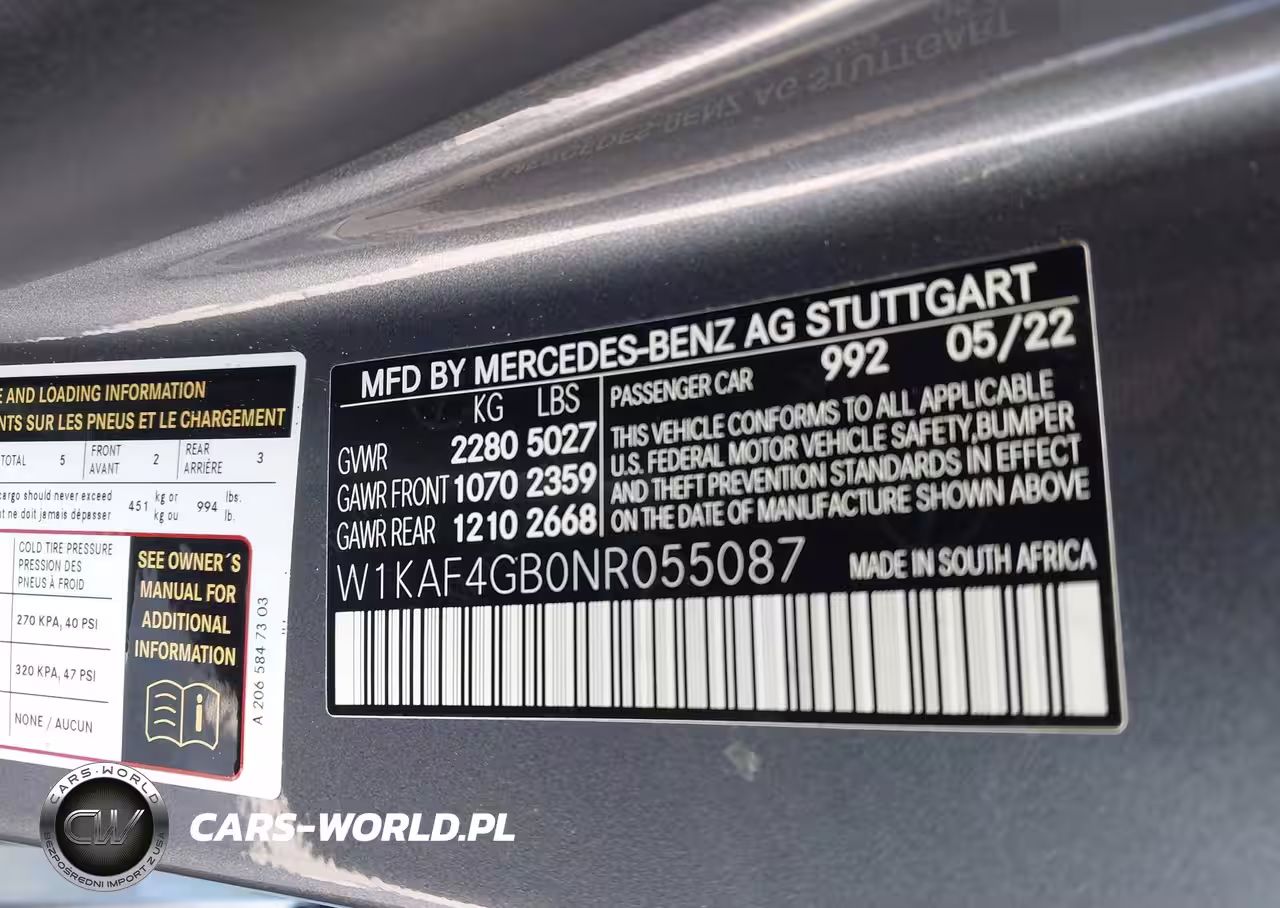 MFD BY MERCEDES-BENZ AG STUTTGART
KG LBS
GVWR 2280 5027
GAWR FRONT 1070 2359
GAWR REAR 1210 2668
PASSENGER CAR 992 05/22
THIS VEHICLE CONFORMS TO ALL APPLICABLE
U.S. FEDERAL MOTOR VEHICLE SAFETY, BUMPER
AND THEFT PREVENTION STANDARDS IN EFFECT
ON THE DATE OF MANUFACTURE SHOWN ABOVE
W1KAF4GB0NR055087 MADE IN SOUTH AFRICA
AND LOADING INFORMATION
SUR LES PNEUS ET LE CHARGEMENT
TOTAL 5 FRONT 2 REAR 3
AVANT ARRIÈRE
cargo should never exceed 451 kg or 994 lbs.
ne doit jamais dépasser kg ou lb.
COLD TIRE PRESSURE
PRESSION DES
PNEUS À FROID
270 KPA, 40 PSI
320 KPA, 47 PSI
NONE / AUCUN
SEE OWNER´S
MANUAL FOR
ADDITIONAL
INFORMATION
A 206 584 73 03
CARS-WORLD
CW
BEZPOŚREDNI IMPORT Z USA
CARS-WORLD.PL